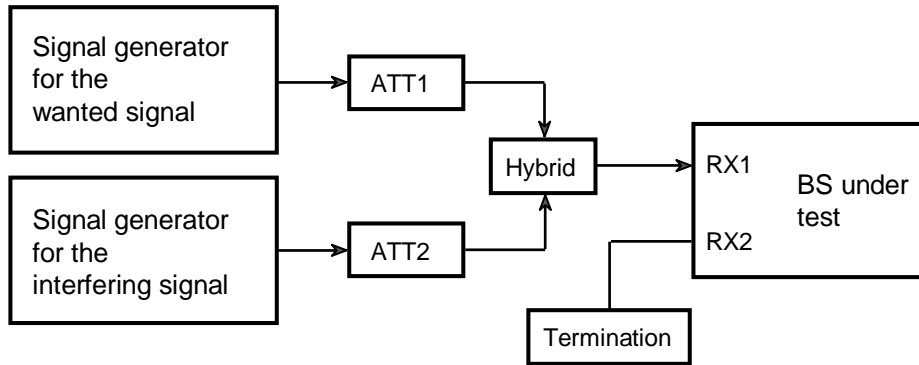 Signal generator
for the
wanted signal
ATT1
Hybrid
RX1
BS under
test
Signal generator
for the
interfering signal
ATT2
RX2
Termination